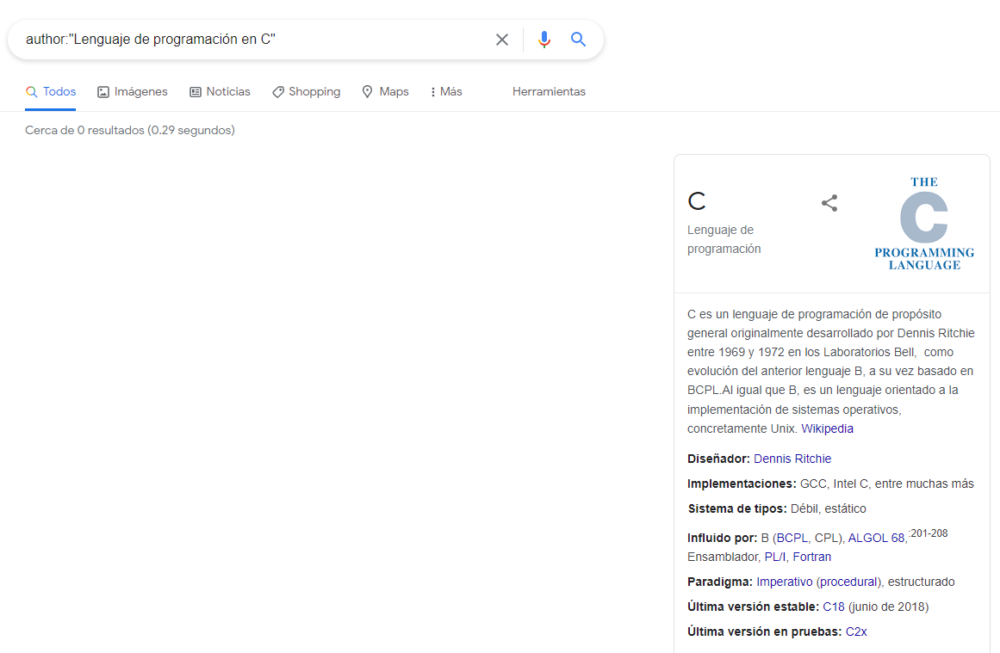 author:"Lenguaje de programación en C"
Todos Imágenes Noticias Shopping Maps Más Herramientas
Cerca de 0 resultados (0.29 segundos)
C
Lenguaje de
programación
THE
C
PROGRAMMING
LANGUAGE
C es un lenguaje de programación de propósito
general originalmente desarrollado por Dennis Ritchie
entre 1969 y 1972 en los Laboratorios Bell, como
evolución del anterior lenguaje B, a su vez basado en
BCPL.Al igual que B, es un lenguaje orientado a la
implementación de sistemas operativos,
concretamente Unix. Wikipedia
Diseñador: Dennis Ritchie
Implementaciones: GCC, Intel C, entre muchas más
Sistema de tipos: Débil, estático
Influido por: B (BCPL, CPL), ALGOL 68,:201-208
Ensamblador, PL/I, Fortran
Paradigma: Imperativo (procedural), estructurado
Última versión estable: C18 (junio de 2018)
Última versión en pruebas: C2x